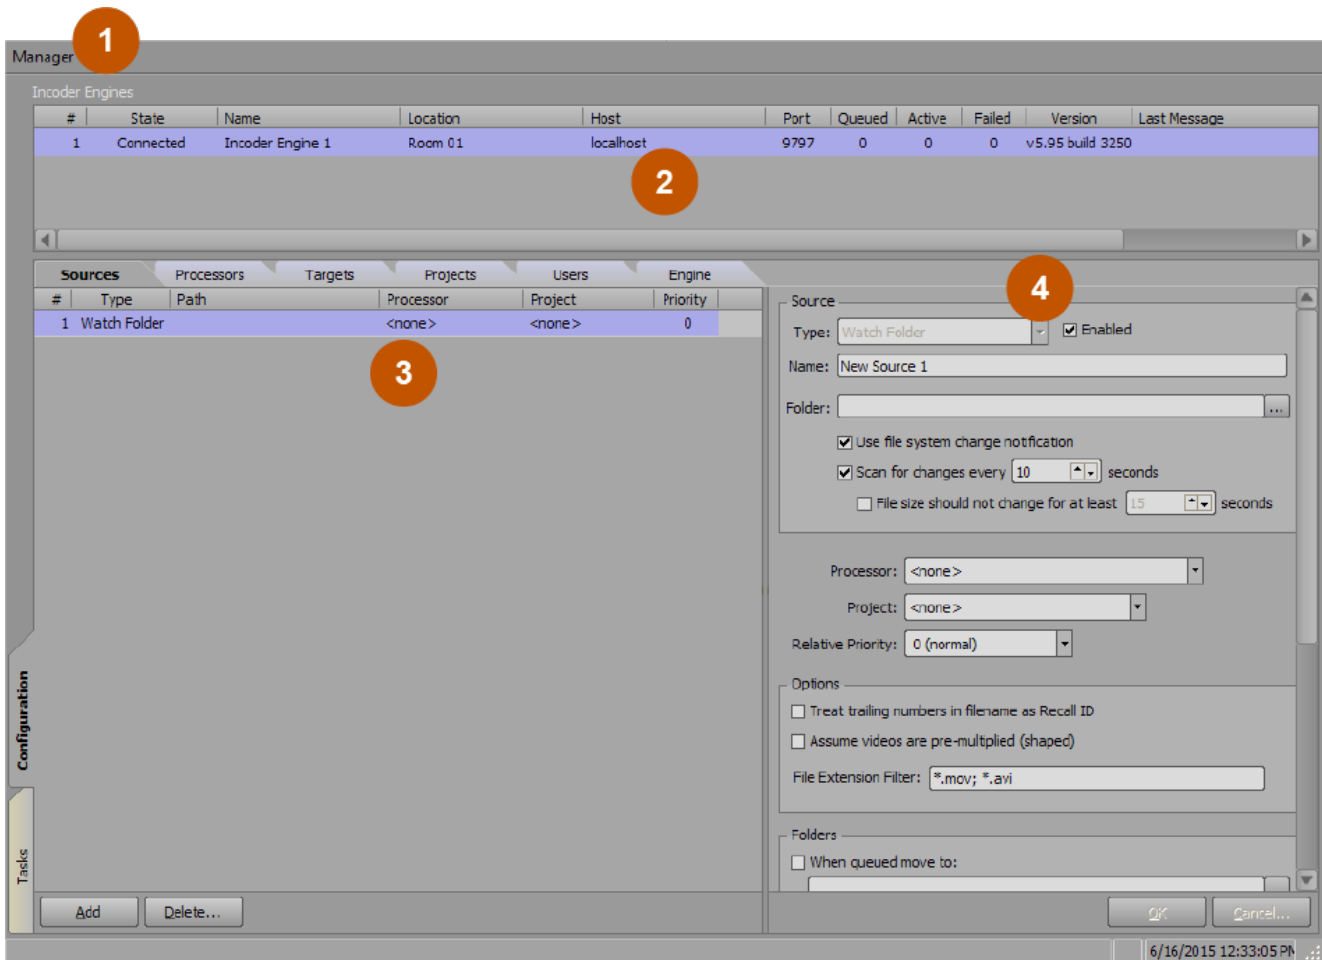 1
Manager
Incoder Engines
# State Name Location Host Port Queued Active Failed Version Last Message
1 Connected Incoder Engine 1 Room 01 localhost 9797 0 0 0 v5.95 build 3250
2
Sources Processors Targets Projects Users Engine
# Type Path Processor Project Priority
1 Watch Folder <none> <none> 0
3
4
Source
Type: Watch Folder Enabled
Name: New Source 1
Folder: ...
Use file system change notification
Scan for changes every 10 seconds
File size should not change for at least 15 seconds
Processor: <none>
Project: <none>
Relative Priority: 0 (normal)
Options
Treat trailing numbers in filename as Recall ID
Assume videos are pre-multiplied (shaped)
File Extension Filter: *.mov; *.avi
Folders
When queued move to:
Configuration
Tasks
Add Delete...
OK Cancel...
6/16/2015 12:33:05 PM